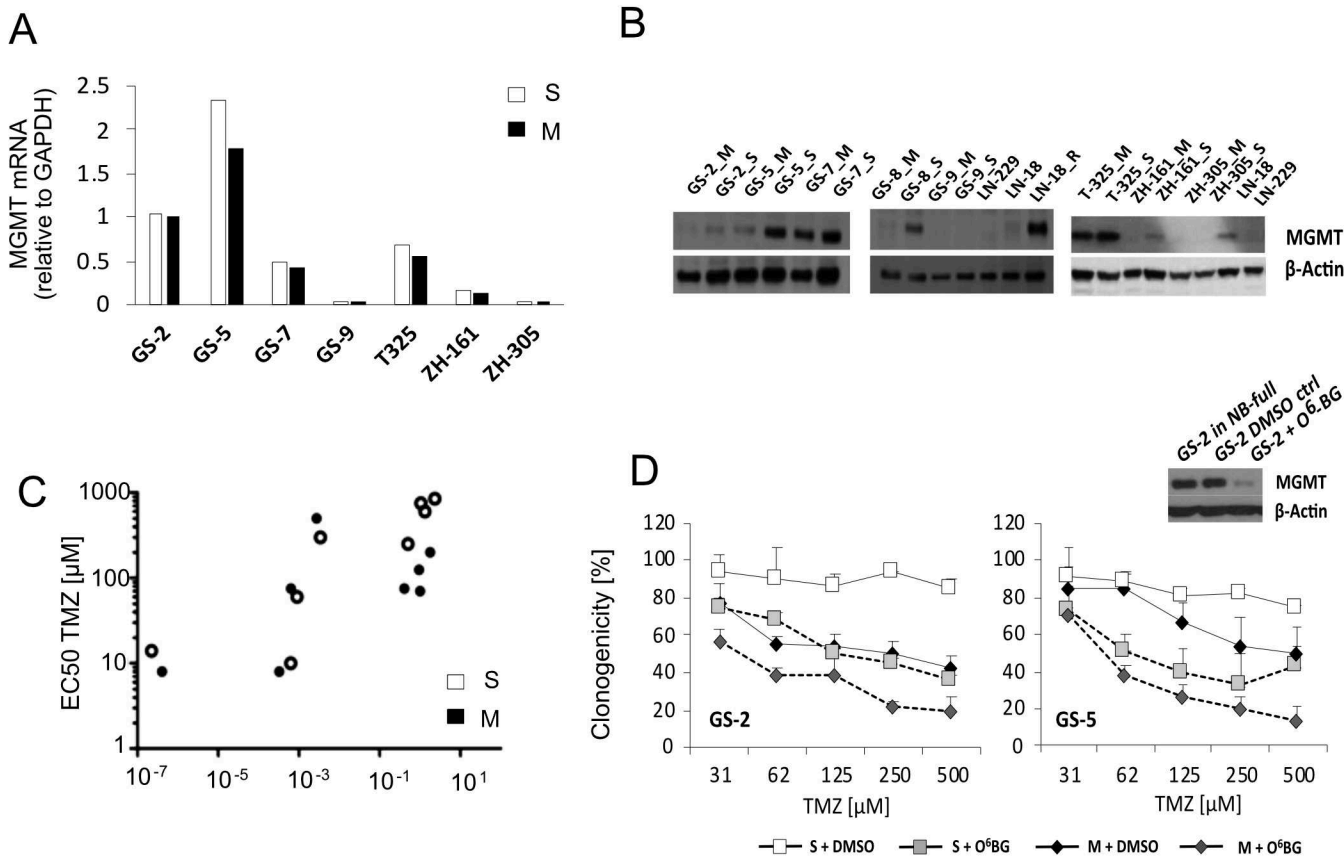 A
MGMT mRNA
(relative to GAPDH)
2.5
2
1.5
1
0.5
0
S
M
GS-2
GS-5
GS-7
GS-9
T325
ZH-161
ZH-305
B
GS-2_M
GS-2_S
GS-5_M
GS-5_S
GS-7_M
GS-7_S
GS-8_M
GS-8_S
GS-9_M
GS-9_S
LN-229
LN-18
LN-18_R
T-325_M
T-325_S
ZH-161_M
ZH-161_S
ZH-305_M
ZH-305_S
LN-18
LN-229
MGMT
β-Actin
C
EC50 TMZ [µM]
1000
100
10
1
S
M
10⁻⁷ 10⁻⁵ 10⁻³ 10⁻¹ 10¹
D
GS-2 in NB-full
GS-2 DMSO ctrl
GS-2 + O⁶-BG
MGMT
β-Actin
Clonogenicity [%]
120
100
80
60
40
20
0
GS-2
31 62 125 250 500
TMZ [µM]
120
100
80
60
40
20
0
GS-5
31 62 125 250 500
TMZ [µM]
S + DMSO S + O⁶BG M + DMSO M + O⁶BG